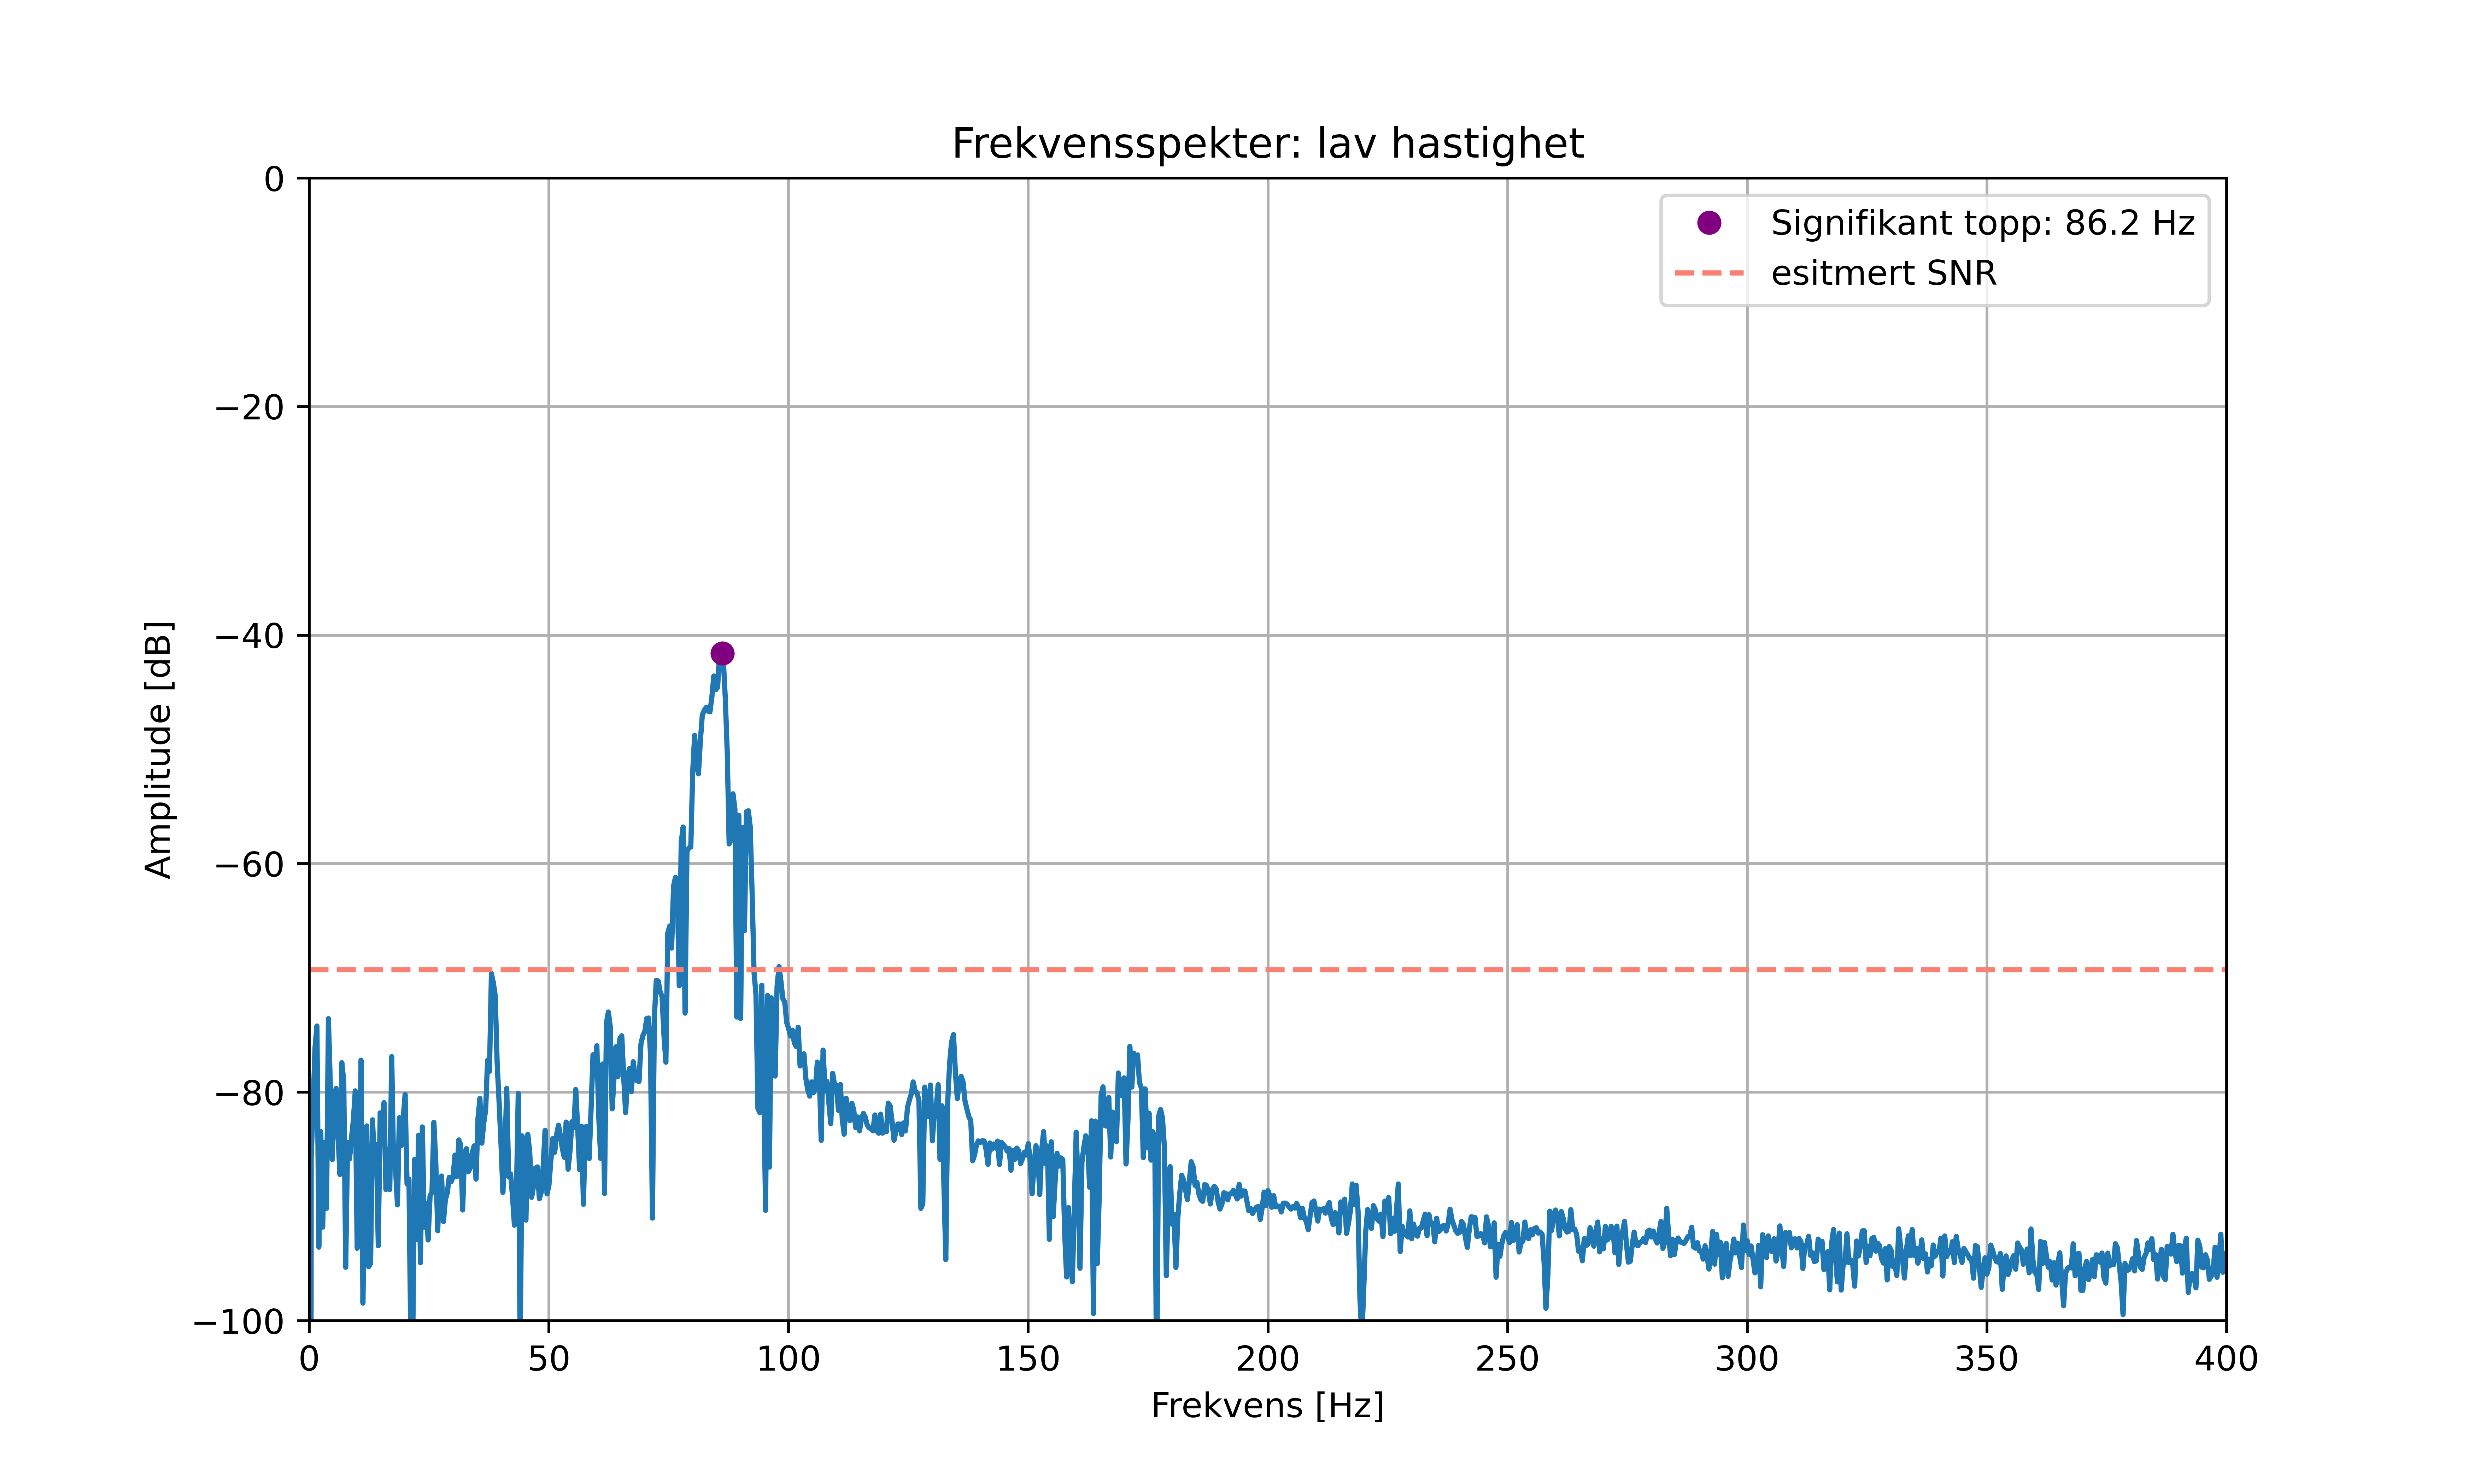 Frekvensspekter: lav hastighet
Signifikant topp: 86.2 Hz
esitmert SNR
Amplitude [dB]
0
−20
−40
−60
−80
−100
0 50 100 150 200 250 300 350 400
Frekvens [Hz]